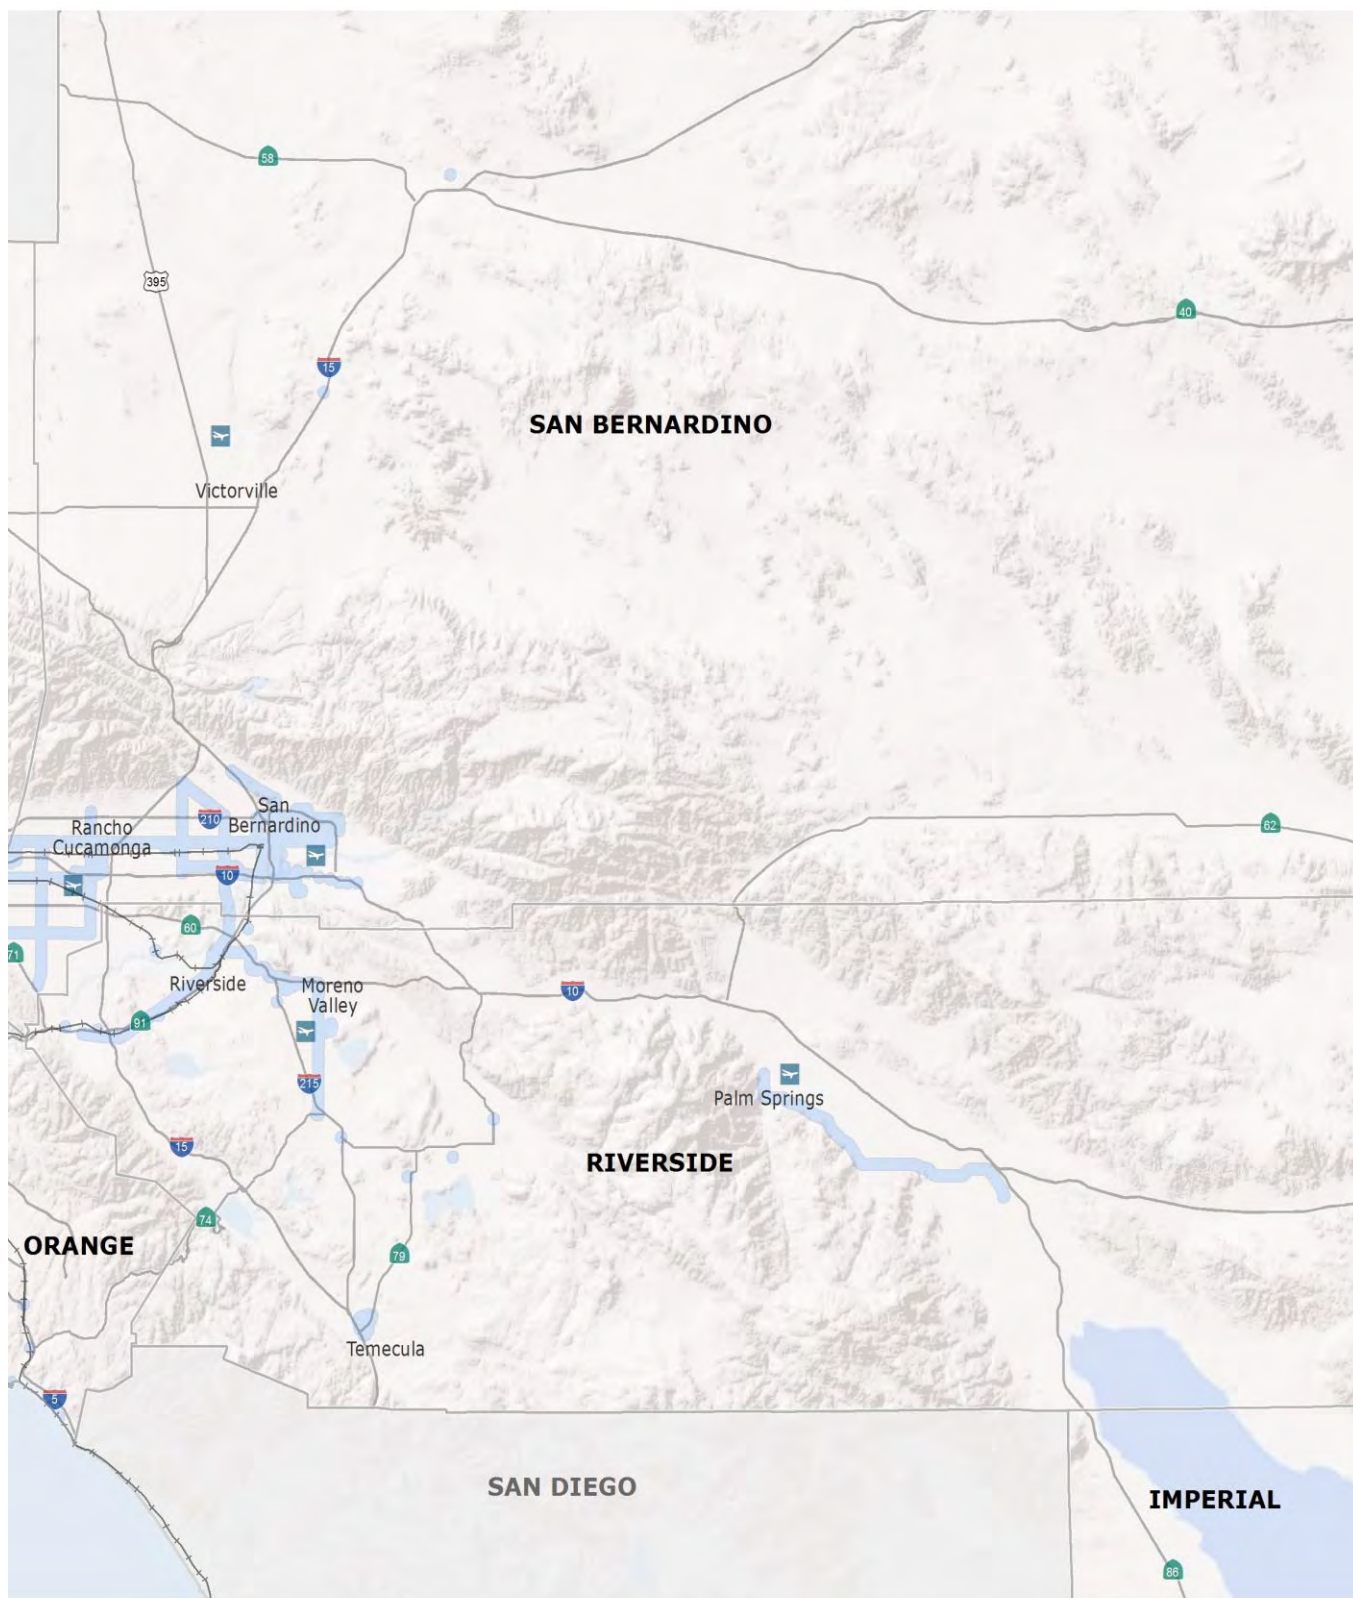 58
395
40
15
SAN BERNARDINO
Victorville
San
Bernardino
210
Rancho
Cucamonga
62
10
60
71
Riverside
Moreno
Valley
10
91
215
Palm Springs
15
RIVERSIDE
74
ORANGE
79
Temecula
5
SAN DIEGO
IMPERIAL
86